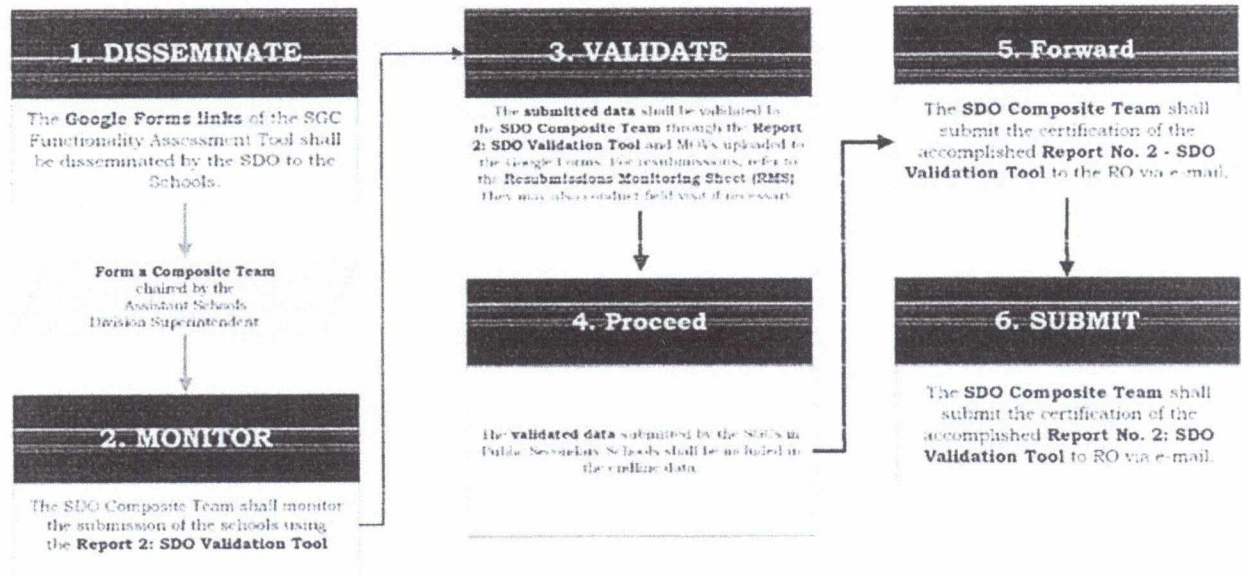 1. DISSEMINATE
The Google Forms links of the SGC
Functionality Assessment Tool shall
be disseminated by the SDO to the
Schools.
Form a Composite Team
chaired by the
Assistant Schools
Division Superintendent
2. MONITOR
The SDO Composite Team shall monitor
the submission of the schools using
the Report 2: SDO Validation Tool
3. VALIDATE
The submitted data shall be validated by
the SDO Composite Team through the Report
2: SDO Validation Tool and MOVs uploaded to
the Google Forms. For resubmissions, refer to
the Resubmissions Monitoring Sheet (RMS)
They may also conduct field visit if necessary
4. Proceed
The validated data submitted by the SGCs in
Public Secondary Schools shall be included in
the endline data.
5. Forward
The SDO Composite Team shall
submit the certification of the
accomplished Report No. 2 - SDO
Validation Tool to the RO via e-mail.
6. SUBMIT
The SDO Composite Team shall
submit the certification of the
accomplished Report No. 2: SDO
Validation Tool to RO via e-mail.